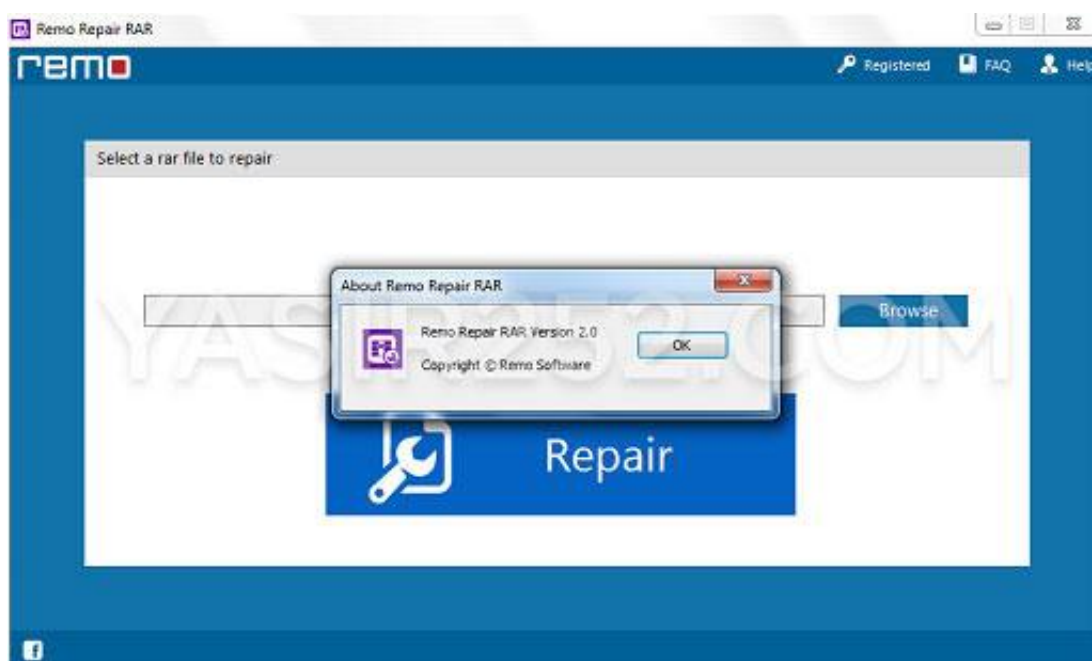 Remo Repair RAR
remo
Registered
FAQ
Help
Select a rar file to repair
About Remo Repair RAR
Remo Repair RAR Version 2.0
Copyright © Remo Software
OK
Browse
YASIR252.COM
Repair